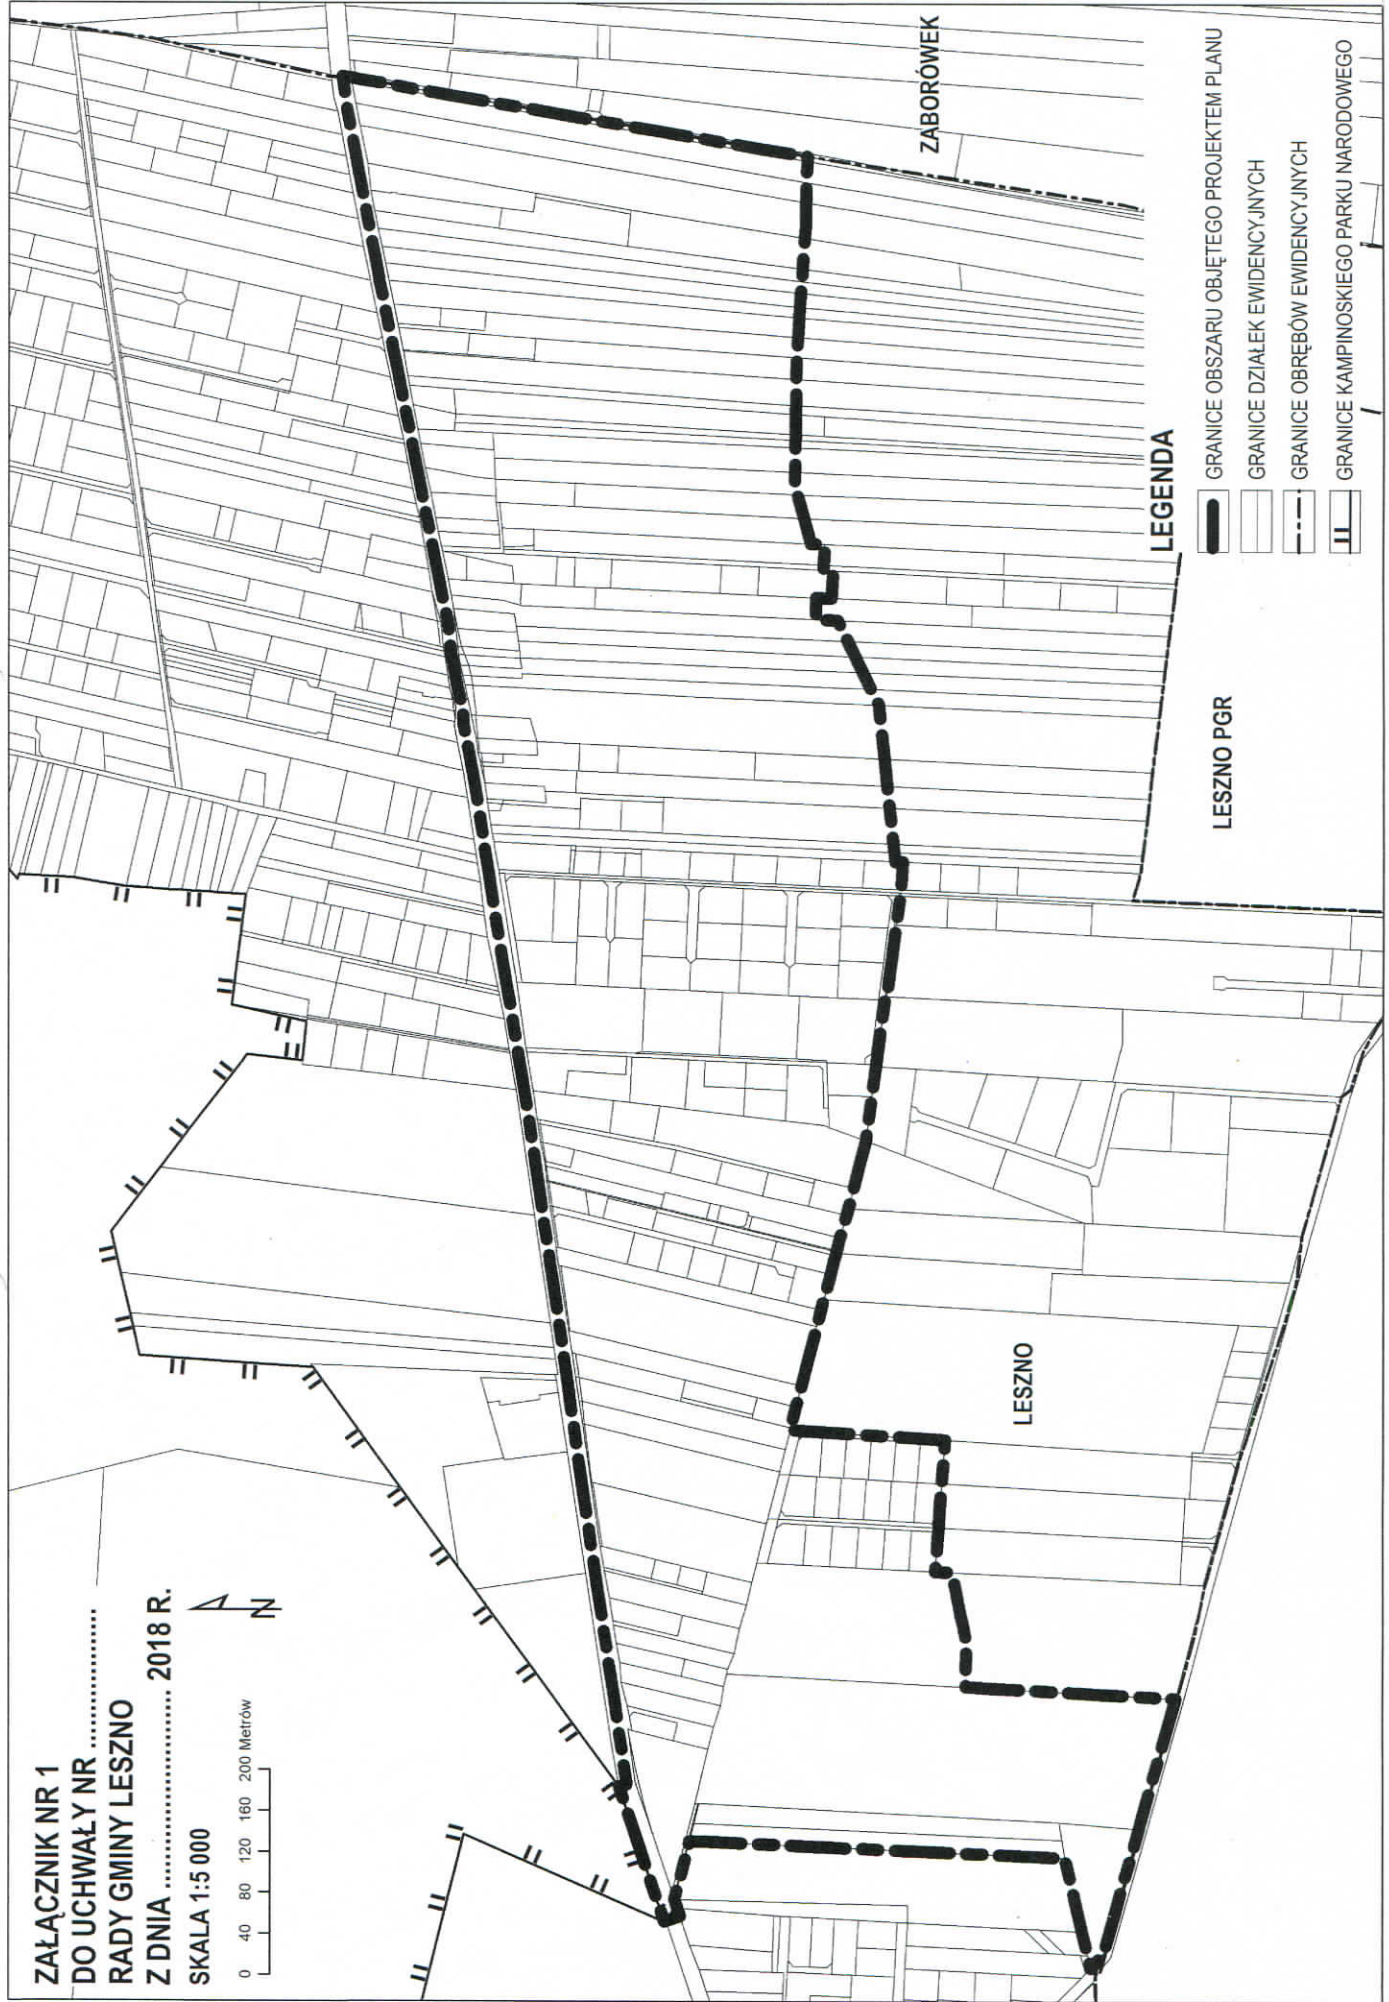 ZAŁĄCZNIK NR 1
DO UCHWAŁY NR ....................
RADY GMINY LESZNO
Z DNIA ........................ 2018 R.
SKALA 1:5 000
0 40 80 120 160 200 Metrów
N
ZABORÓWEK
LESZNO PGR
LESZNO
LEGENDA
GRANICE OBSZARU OBJĘTEGO PROJEKTEM PLANU
GRANICE DZIAŁEK EWIDENCYJNYCH
GRANICE OBRĘBÓW EWIDENCYJNYCH
GRANICE KAMPINOSKIEGO PARKU NARODOWEGO